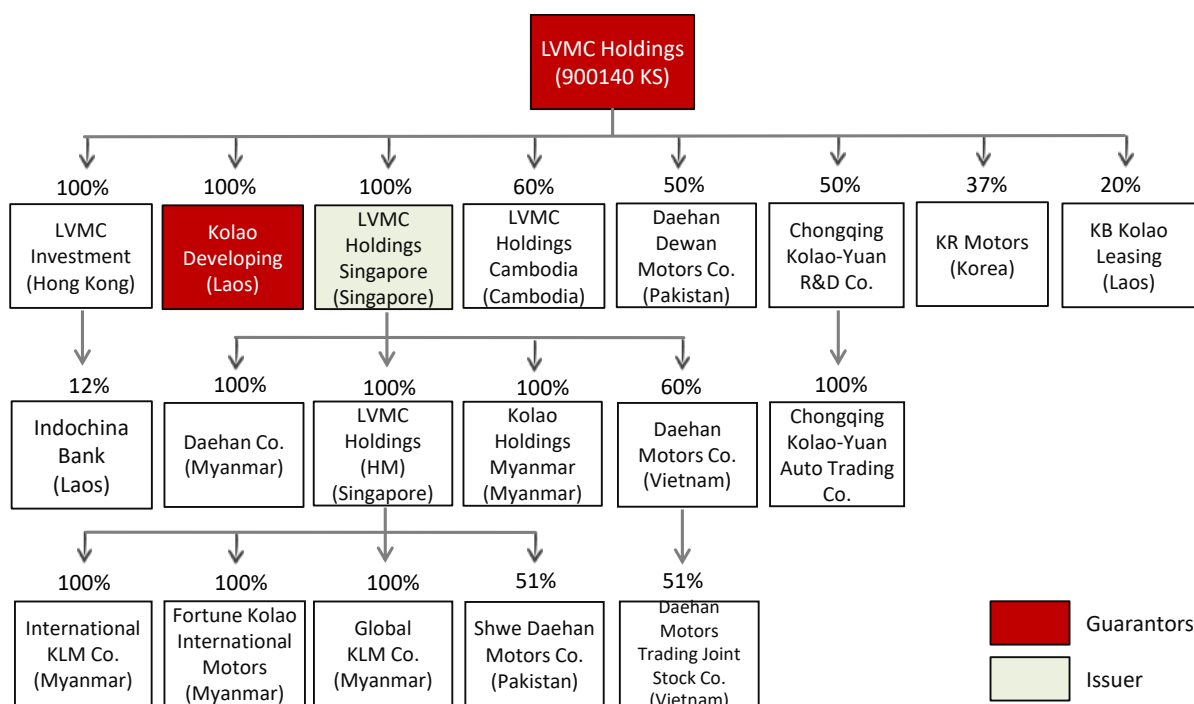 LVMC Holdings
(900140 KS)
100%
100%
100%
60%
50%
50%
37%
20%
LVMC
Investment
(Hong Kong)
Kolao
Developing
(Laos)
LVMC
Holdings
Singapore
(Singapore)
LVMC
Holdings
Cambodia
(Cambodia)
Daehan
Dewan
Motors Co.
(Pakistan)
Chongqing
Kolao-Yuan
R&D Co.
KR Motors
(Korea)
KB Kolao
Leasing
(Laos)
12%
100%
100%
100%
60%
100%
Indochina
Bank
(Laos)
Daehan Co.
(Myanmar)
LVMC
Holdings
(HM)
(Singapore)
Kolao
Holdings
Myanmar
(Myanmar)
Daehan
Motors Co.
(Vietnam)
Chongqing
Kolao-Yuan
Auto Trading
Co.
100%
100%
100%
51%
51%
International
KLM Co.
(Myanmar)
Fortune Kolao
International
Motors
(Myanmar)
Global
KLM Co.
(Myanmar)
Shwe Daehan
Motors Co.
(Pakistan)
Daehan
Motors
Trading Joint
Stock Co.
(Vietnam)
Guarantors
Issuer